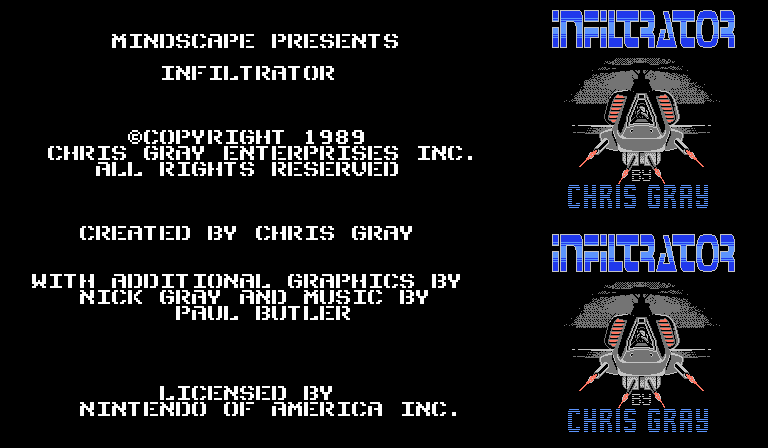 MINDSCAPE PRESENTS
INFILTRATOR
©COPYRIGHT 1989
CHRIS GRAY ENTERPRISES INC.
ALL RIGHTS RESERVED
CREATED BY CHRIS GRAY
WITH ADDITIONAL GRAPHICS BY
NICK GRAY AND MUSIC BY
PAUL BUTLER
LICENSED BY
NINTENDO OF AMERICA INC.
INFILTRATOR
BY
CHRIS GRAY
INFILTRATOR
BY
CHRIS GRAY